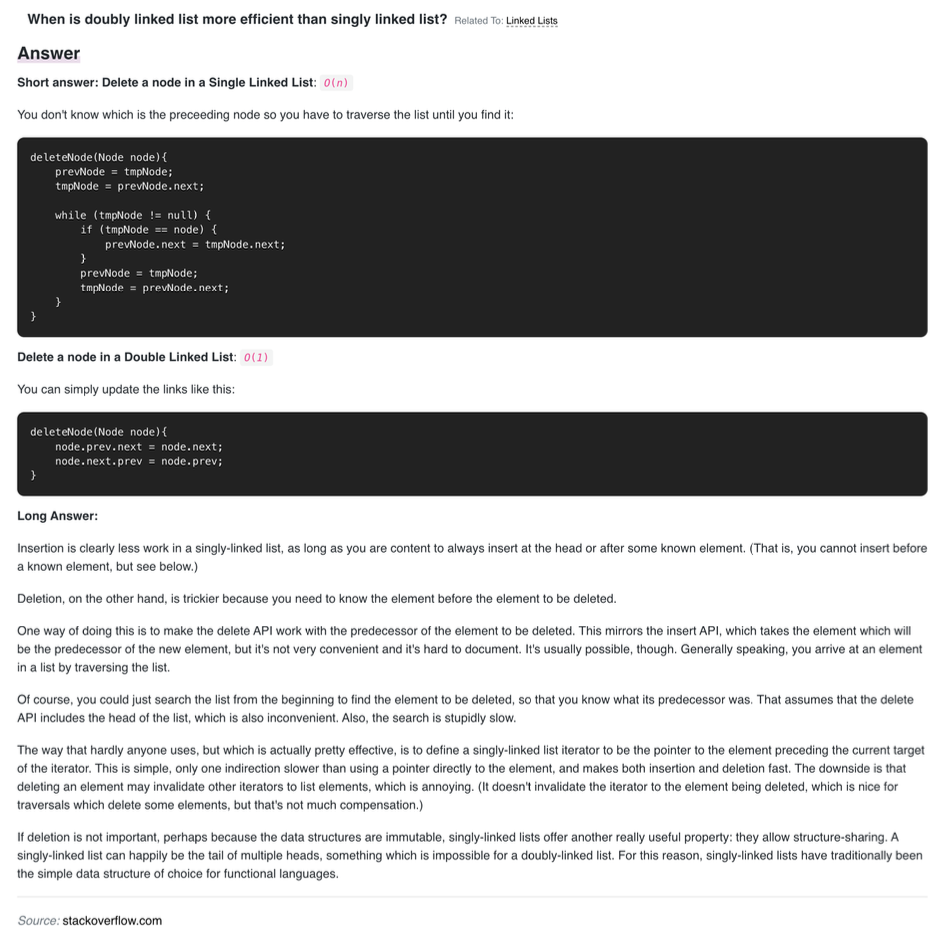 When is doubly linked list more efficient than singly linked list? Related To: Linked Lists
Answer
Short answer: Delete a node in a Single Linked List: O(n)
You don't know which is the preceeding node so you have to traverse the list until you find it:
deleteNode(Node node){
    prevNode = tmpNode;
    tmpNode = prevNode.next;

    while (tmpNode != null) {
        if (tmpNode == node) {
            prevNode.next = tmpNode.next;
        }
        prevNode = tmpNode;
        tmpNode = prevNode.next;
    }
}
Delete a node in a Double Linked List: O(1)
You can simply update the links like this:
deleteNode(Node node){
    node.prev.next = node.next;
    node.next.prev = node.prev;
}
Long Answer:
Insertion is clearly less work in a singly-linked list, as long as you are content to always insert at the head or after some known element. (That is, you cannot insert before
a known element, but see below.)
Deletion, on the other hand, is trickier because you need to know the element before the element to be deleted.
One way of doing this is to make the delete API work with the predecessor of the element to be deleted. This mirrors the insert API, which takes the element which will
be the predecessor of the new element, but it's not very convenient and it's hard to document. It's usually possible, though. Generally speaking, you arrive at an element
in a list by traversing the list.
Of course, you could just search the list from the beginning to find the element to be deleted, so that you know what its predecessor was. That assumes that the delete
API includes the head of the list, which is also inconvenient. Also, the search is stupidly slow.
The way that hardly anyone uses, but which is actually pretty effective, is to define a singly-linked list iterator to be the pointer to the element preceding the current target
of the iterator. This is simple, only one indirection slower than using a pointer directly to the element, and makes both insertion and deletion fast. The downside is that
deleting an element may invalidate other iterators to list elements, which is annoying. (It doesn't invalidate the iterator to the element being deleted, which is nice for
traversals which delete some elements, but that's not much compensation.)
If deletion is not important, perhaps because the data structures are immutable, singly-linked lists offer another really useful property: they allow structure-sharing. A
singly-linked list can happily be the tail of multiple heads, something which is impossible for a doubly-linked list. For this reason, singly-linked lists have traditionally been
the simple data structure of choice for functional languages.
Source: stackoverflow.com